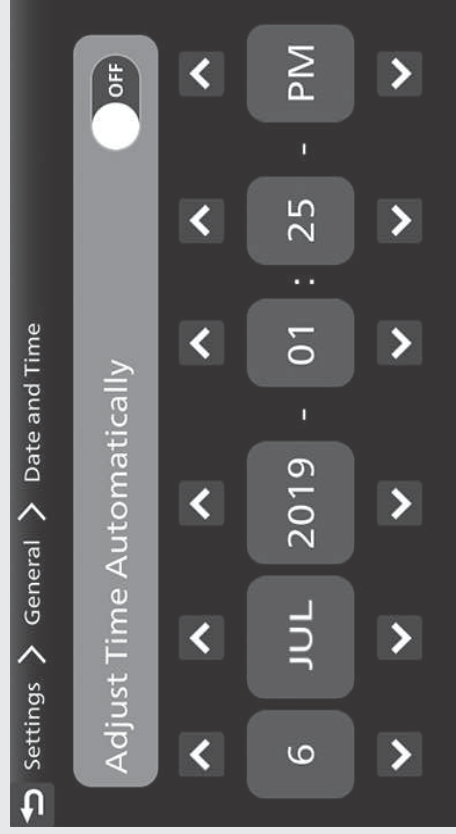 Settings > General > Date and Time
Adjust Time Automatically OFF
6 JUL 2019 - 01 : 25 - PM